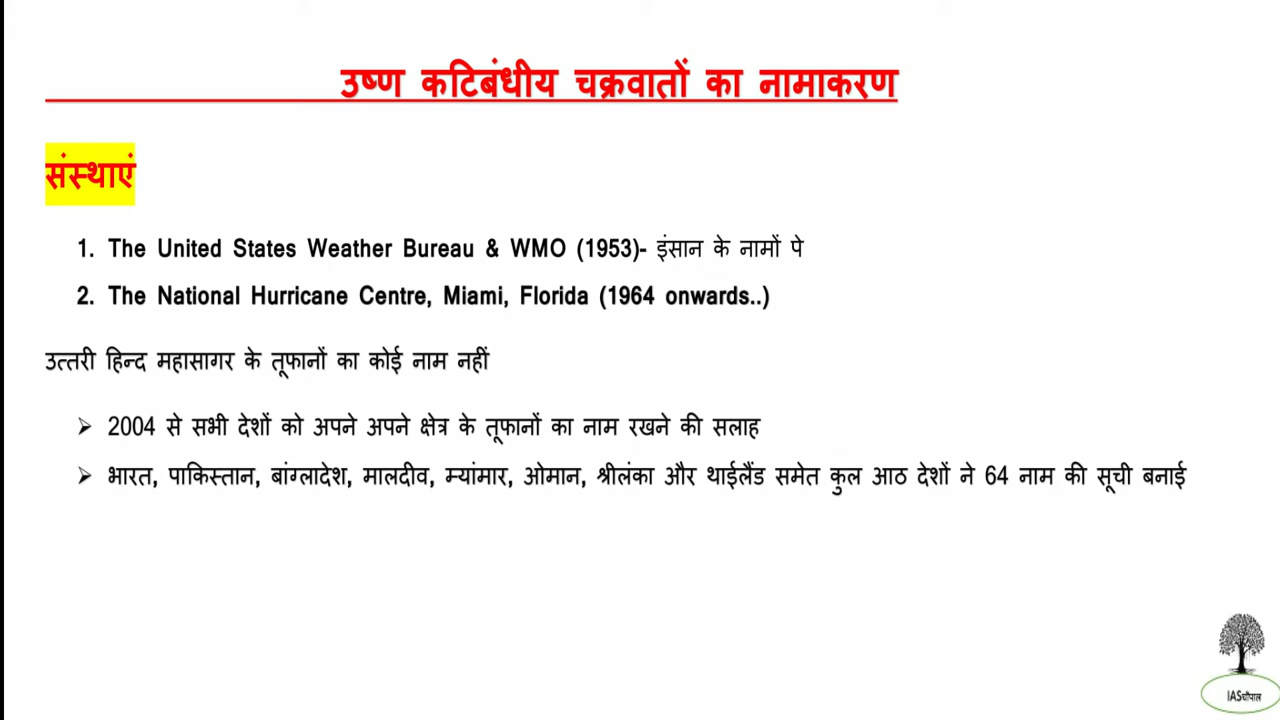 उष्ण कटिबंधीय चक्रवातों का नामाकरण
संस्थाएं
1. The United States Weather Bureau & WMO (1953)- इंसान के नामों पे
2. The National Hurricane Centre, Miami, Florida (1964 onwards..)
उत्तरी हिन्द महासागर के तूफानों का कोई नाम नहीं
➢ 2004 से सभी देशों को अपने अपने क्षेत्र के तूफानों का नाम रखने की सलाह
➢ भारत, पाकिस्तान, बांग्लादेश, मालदीव, म्यांमार, ओमान, श्रीलंका और थाईलैंड समेत कुल आठ देशों ने 64 नाम की सूची बनाई
IASचौपाल